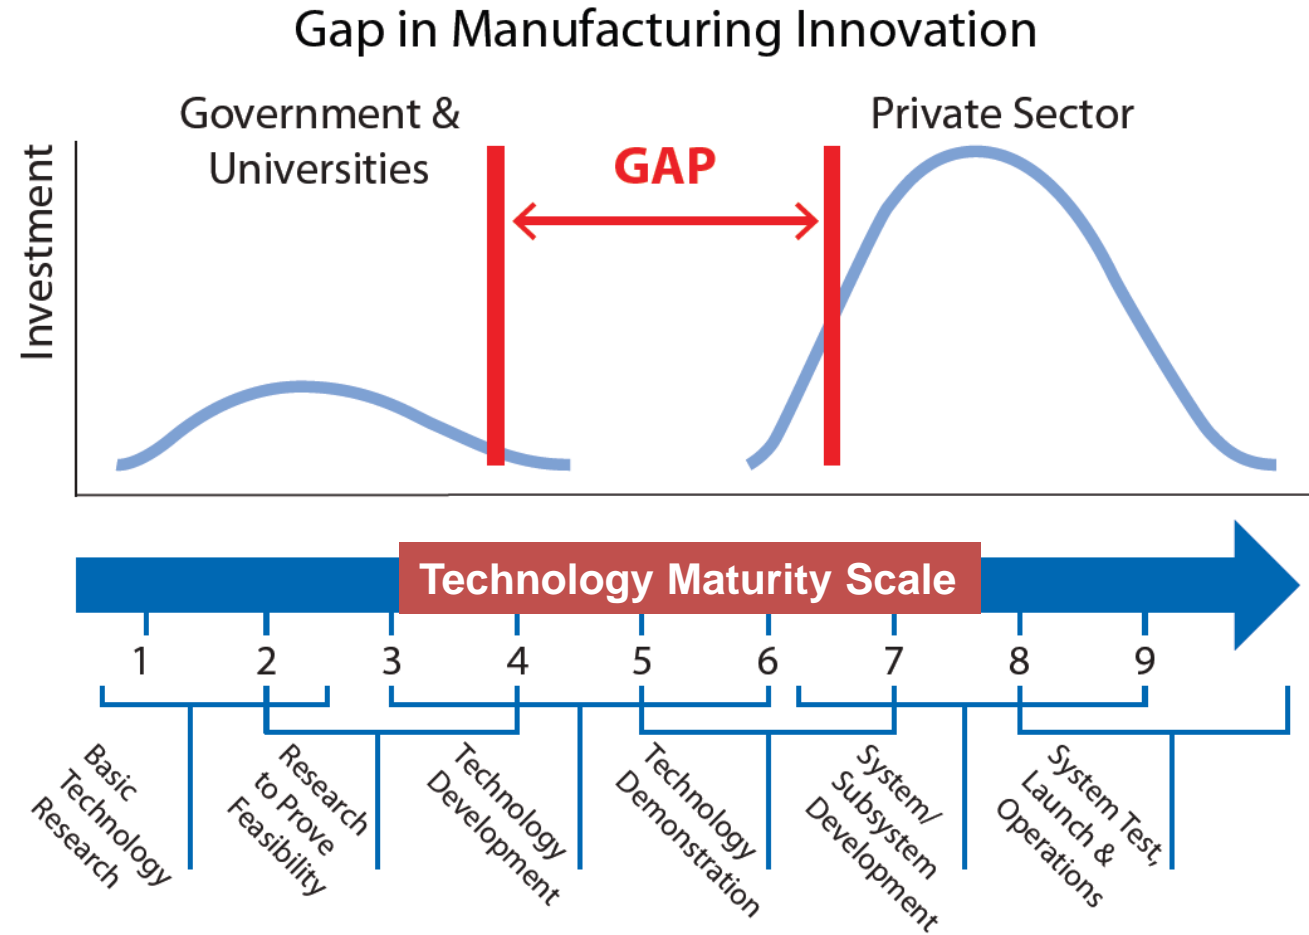 Gap in Manufacturing Innovation
Government &
Universities
Private Sector
GAP
Investment
Technology Maturity Scale
1 2 3 4 5 6 7 8 9
Basic
Technology
Research
Research
to Prove
Feasibility
Technology
Development
Technology
Demonstration
System/
Subsystem
Development
System Test,
Launch &
Operations